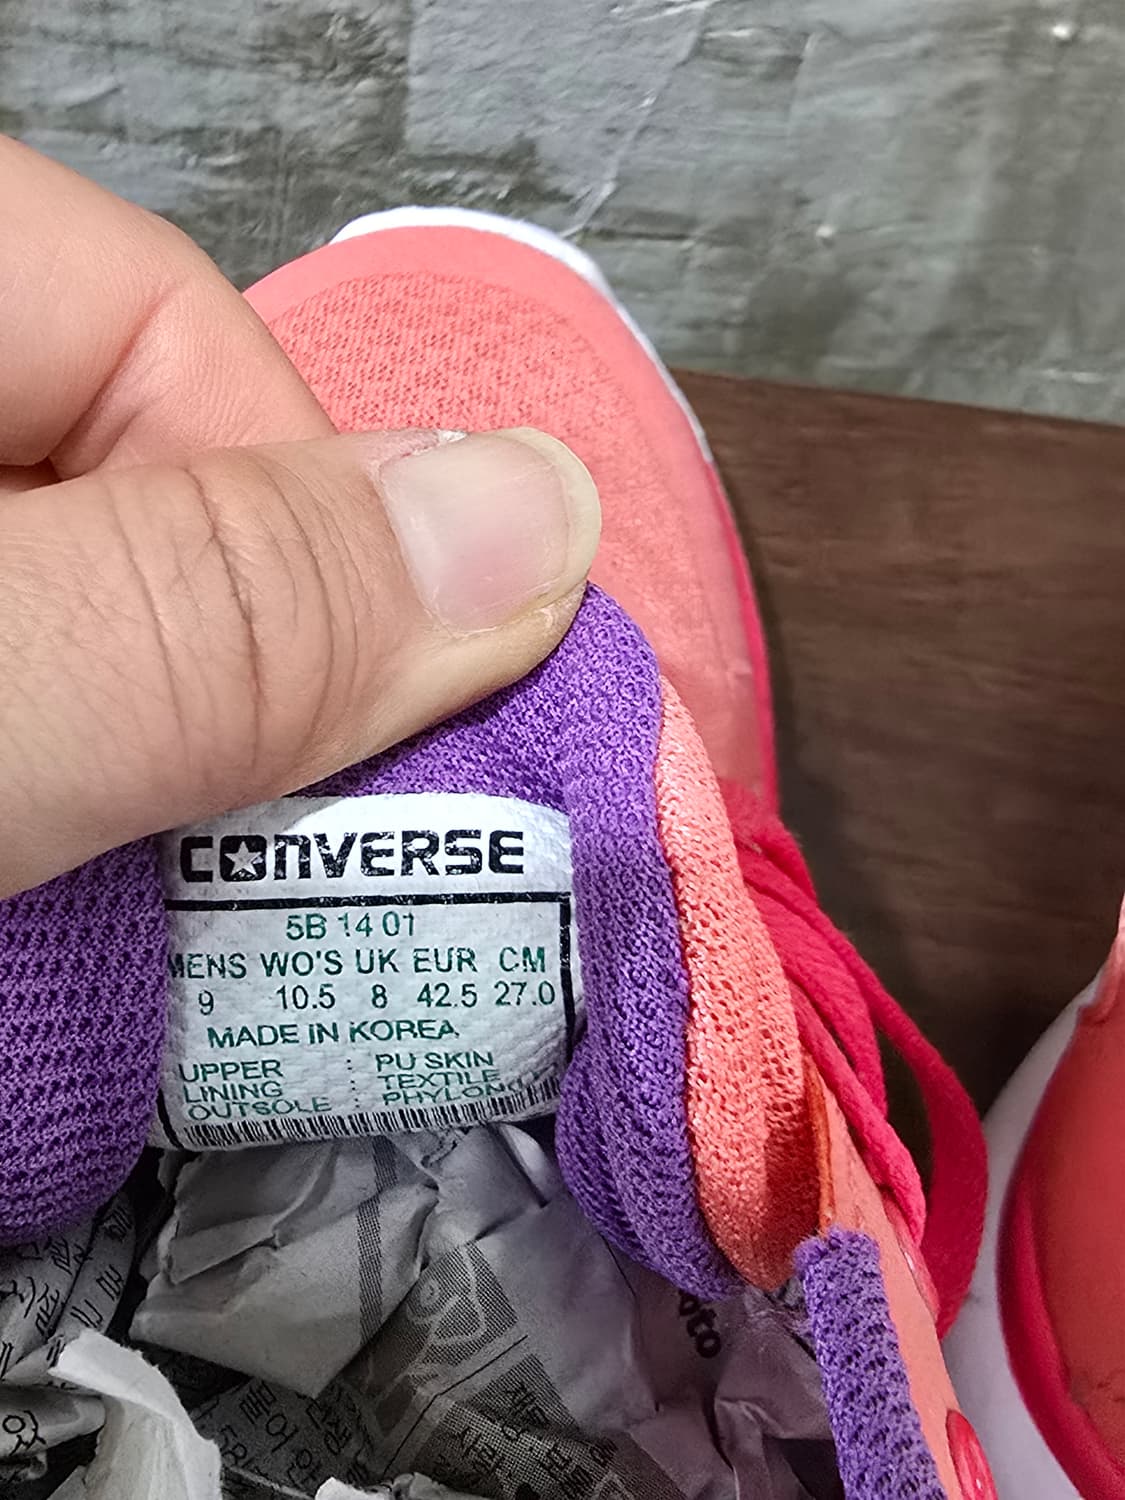 CONVERSE
5B 14 01
MENS WO'S UK EUR CM
9 10.5 8 42.5 27.0
MADE IN KOREA
UPPER : PU SKIN
LINING : TEXTILE
OUTSOLE : PHYLON
oto